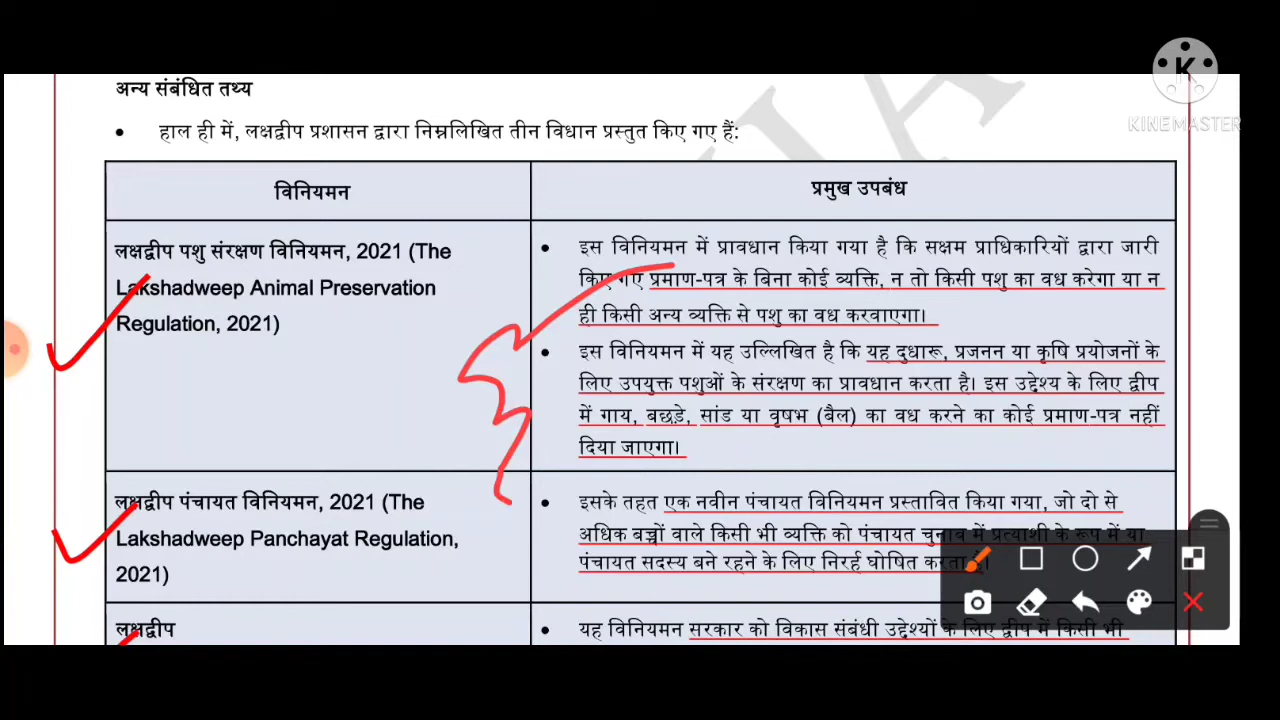 K
KINEMASTER
अन्य संबंधित तथ्य
• हाल ही में, लक्षद्वीप प्रशासन द्वारा निम्नलिखित तीन विधान प्रस्तुत किए गए हैं:
विनियमन
प्रमुख उपबंध
लक्षद्वीप पशु संरक्षण विनियमन, 2021 (The
Lakshadweep Animal Preservation
Regulation, 2021)
• इस विनियमन में प्रावधान किया गया है कि सक्षम प्राधिकारियों द्वारा जारी
किए गए प्रमाण-पत्र के बिना कोई व्यक्ति, न तो किसी पशु का वध करेगा या न
ही किसी अन्य व्यक्ति से पशु का वध करवाएगा।
• इस विनियमन में यह उल्लिखित है कि यह दुधारू, प्रजनन या कृषि प्रयोजनों के
लिए उपयुक्त पशुओं के संरक्षण का प्रावधान करता है। इस उद्देश्य के लिए द्वीप
में गाय, बछड़े, सांड या वृषभ (बैल) का वध करने का कोई प्रमाण-पत्र नहीं
दिया जाएगा।
लक्षद्वीप पंचायत विनियमन, 2021 (The
Lakshadweep Panchayat Regulation,
2021)
• इसके तहत एक नवीन पंचायत विनियमन प्रस्तावित किया गया, जो दो से
अधिक बच्चों वाले किसी भी व्यक्ति को पंचायत चुनाव में प्रत्याशी के रूप में या
पंचायत सदस्य बने रहने के लिए निरर्ह घोषित करता है।
लक्षद्वीप
• यह विनियमन सरकार को विकास संबंधी उद्देश्यों के लिए द्वीप में किसी भी